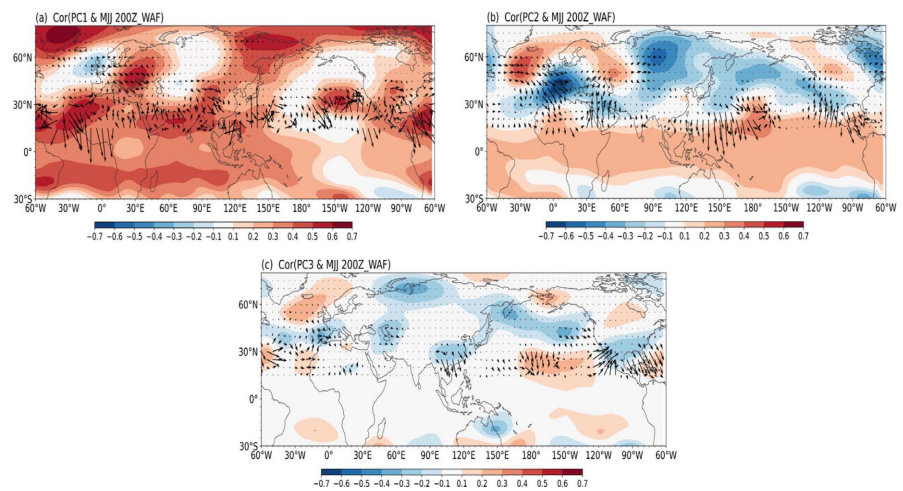 (a) Cor(PC1 & MJJ 200Z_WAF)
60°N
30°N
0°
30°S
60°W 30°W 0° 30°E 60°E 90°E 120°E 150°E 180° 150°W 120°W 90°W 60°W
−0.7 −0.6 −0.5 −0.4 −0.3 −0.2 −0.1 0.1 0.2 0.3 0.4 0.5 0.6 0.7
(b) Cor(PC2 & MJJ 200Z_WAF)
60°N
30°N
0°
30°S
60°W 30°W 0° 30°E 60°E 90°E 120°E 150°E 180° 150°W 120°W 90°W 60°W
−0.7 −0.6 −0.5 −0.4 −0.3 −0.2 −0.1 0.1 0.2 0.3 0.4 0.5 0.6 0.7
(c) Cor(PC3 & MJJ 200Z_WAF)
60°N
30°N
0°
30°S
60°W 30°W 0° 30°E 60°E 90°E 120°E 150°E 180° 150°W 120°W 90°W 60°W
−0.7 −0.6 −0.5 −0.4 −0.3 −0.2 −0.1 0.1 0.2 0.3 0.4 0.5 0.6 0.7